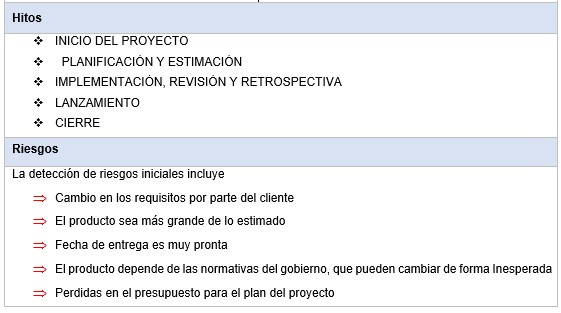 Hitos
❖ INICIO DEL PROYECTO
❖ PLANIFICACIÓN Y ESTIMACIÓN
❖ IMPLEMENTACIÓN, REVISIÓN Y RETROSPECTIVA
❖ LANZAMIENTO
❖ CIERRE
Riesgos
La detección de riesgos iniciales incluye
⇒ Cambio en los requisitos por parte del cliente
⇒ El producto sea más grande de lo estimado
⇒ Fecha de entrega es muy pronta
⇒ El producto depende de las normativas del gobierno, que pueden cambiar de forma Inesperada
⇒ Perdidas en el presupuesto para el plan del proyecto